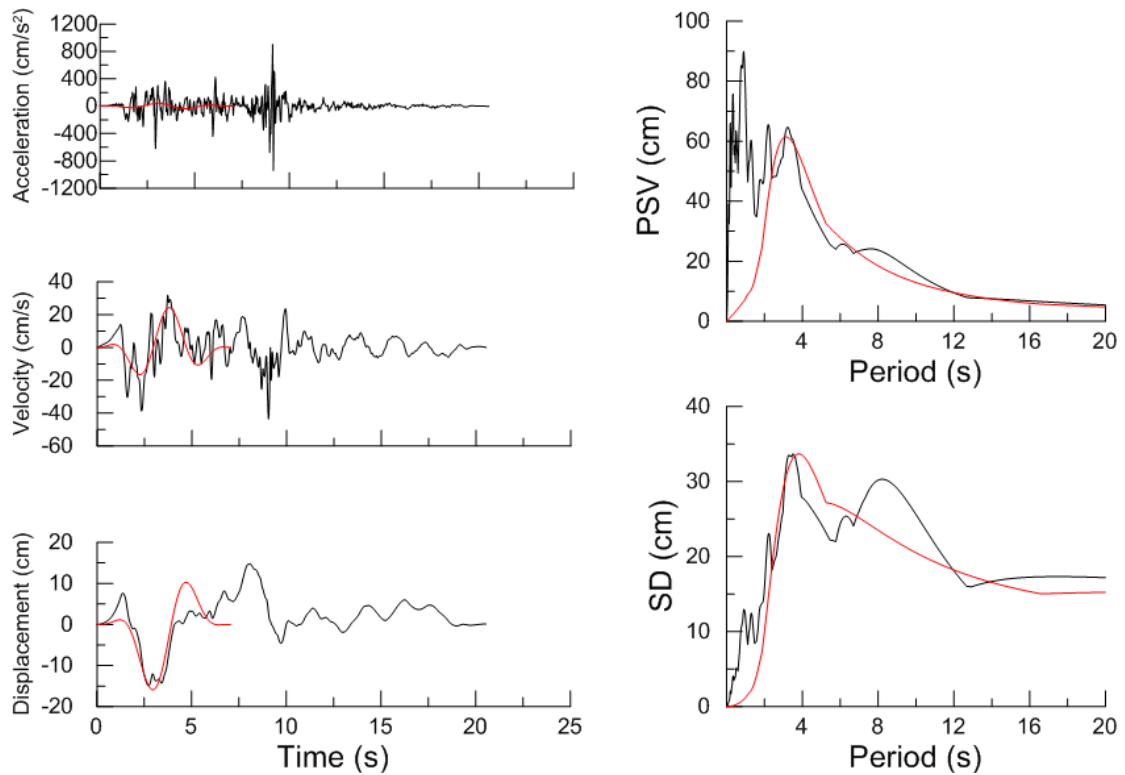 Acceleration (cm/s²)
1200
800
400
0
-400
-800
-1200
Velocity (cm/s)
40
20
0
-20
-40
-60
Displacement (cm)
20
10
0
-10
-20
0 5 10 15 20 25
Time (s)
PSV (cm)
100
80
60
40
20
0
4 8 12 16 20
Period (s)
SD (cm)
40
30
20
10
0
4 8 12 16 20
Period (s)